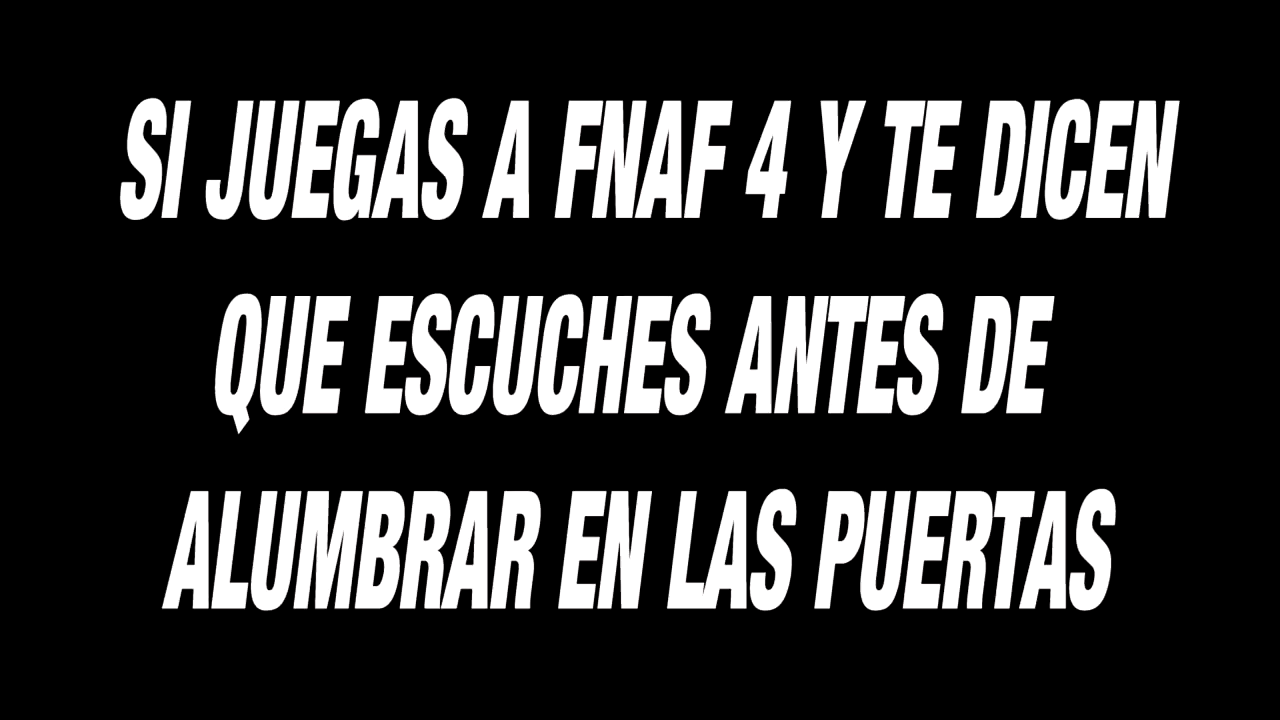 SI JUEGAS A FNAF 4 Y TE DICEN
QUE ESCUCHES ANTES DE
ALUMBRAR EN LAS PUERTAS